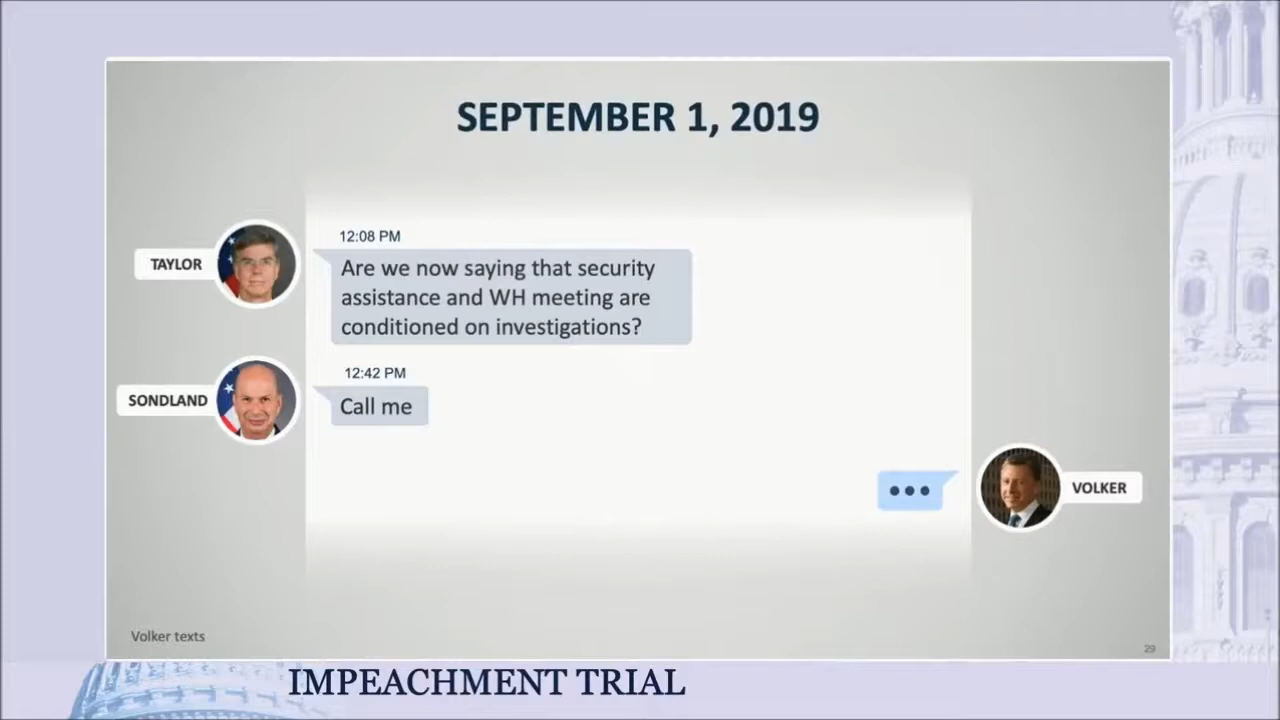 SEPTEMBER 1, 2019
12:08 PM
TAYLOR
Are we now saying that security
assistance and WH meeting are
conditioned on investigations?
12:42 PM
SONDLAND
Call me
VOLKER
Volker texts
29
IMPEACHMENT TRIAL